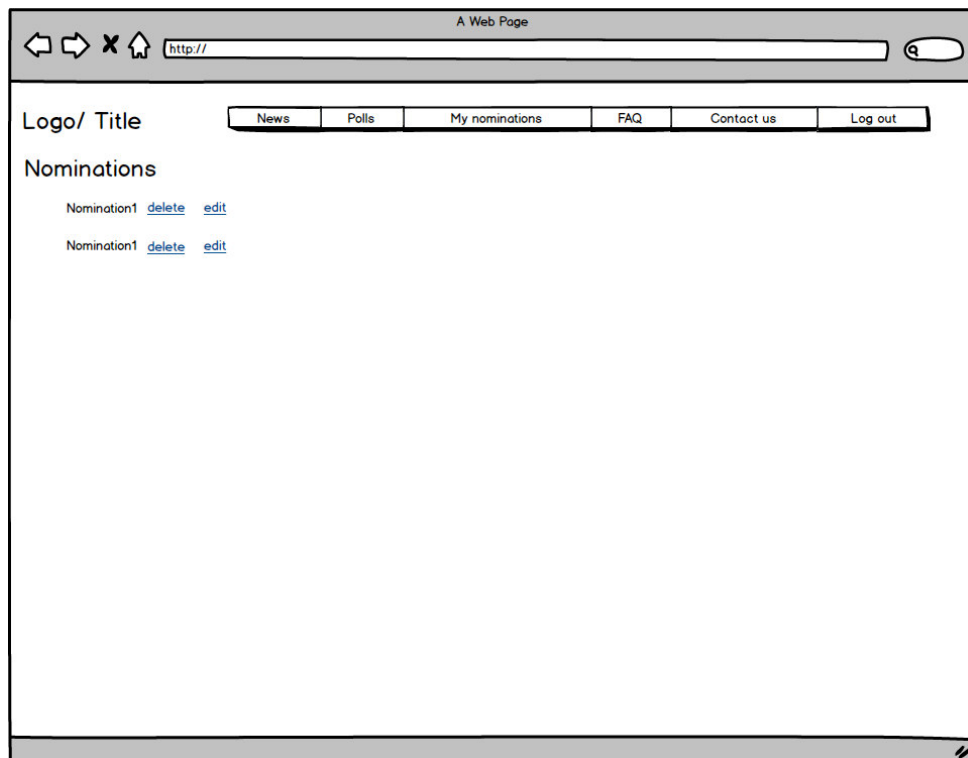 A Web Page
http://
Logo/ Title
News Polls My nominations FAQ Contact us Log out
Nominations
Nomination1 delete edit
Nomination1 delete edit